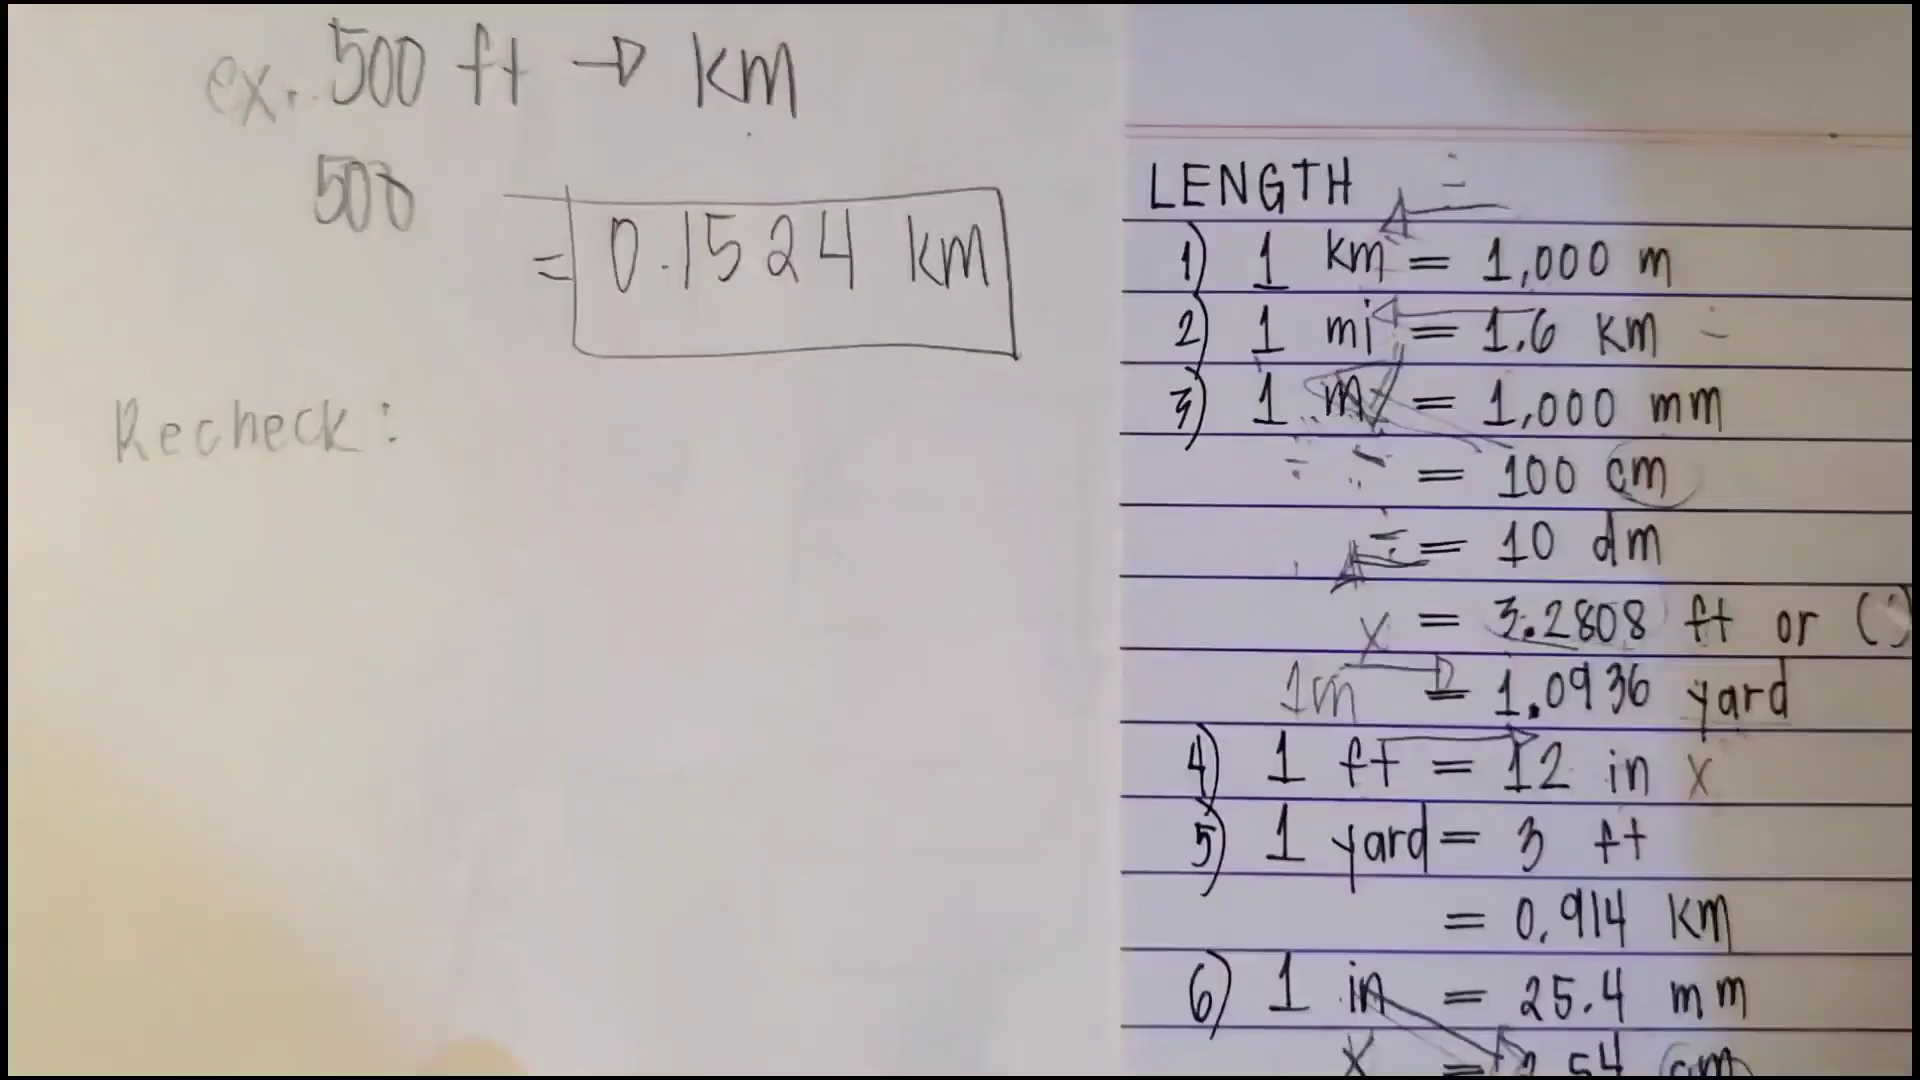 ex. 500 ft → km
500
= 0.1524 km
Recheck:
LENGTH
1) 1 km = 1,000 m
2) 1 mi = 1.6 km
3) 1 m = 1,000 mm
= 100 cm
= 10 dm
x = 3.2808 ft or (')
1m = 1.0936 yard
4) 1 ft = 12 in x
5) 1 yard = 3 ft
= 0.914 km
6) 1 in = 25.4 mm
x = 2.54 cm